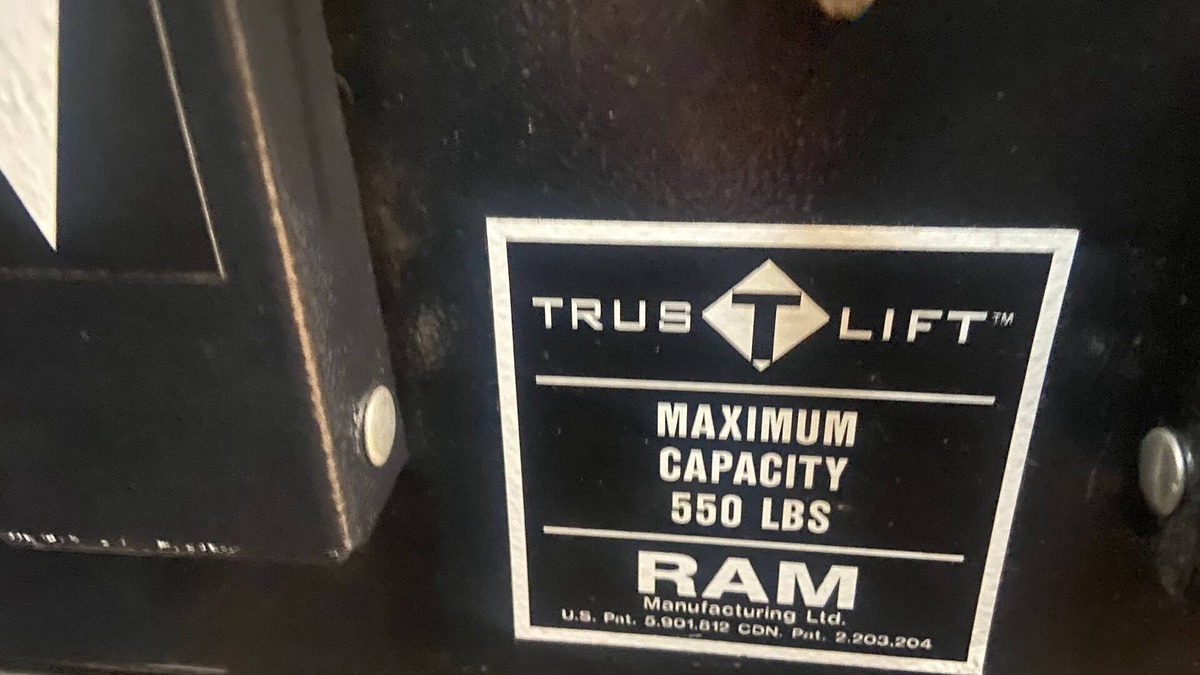 TRUS T LIFT™
MAXIMUM
CAPACITY
550 LBS
RAM
Manufacturing Ltd.
U.S. Pat. 5,901,812 CDN. Pat. 2,203,204